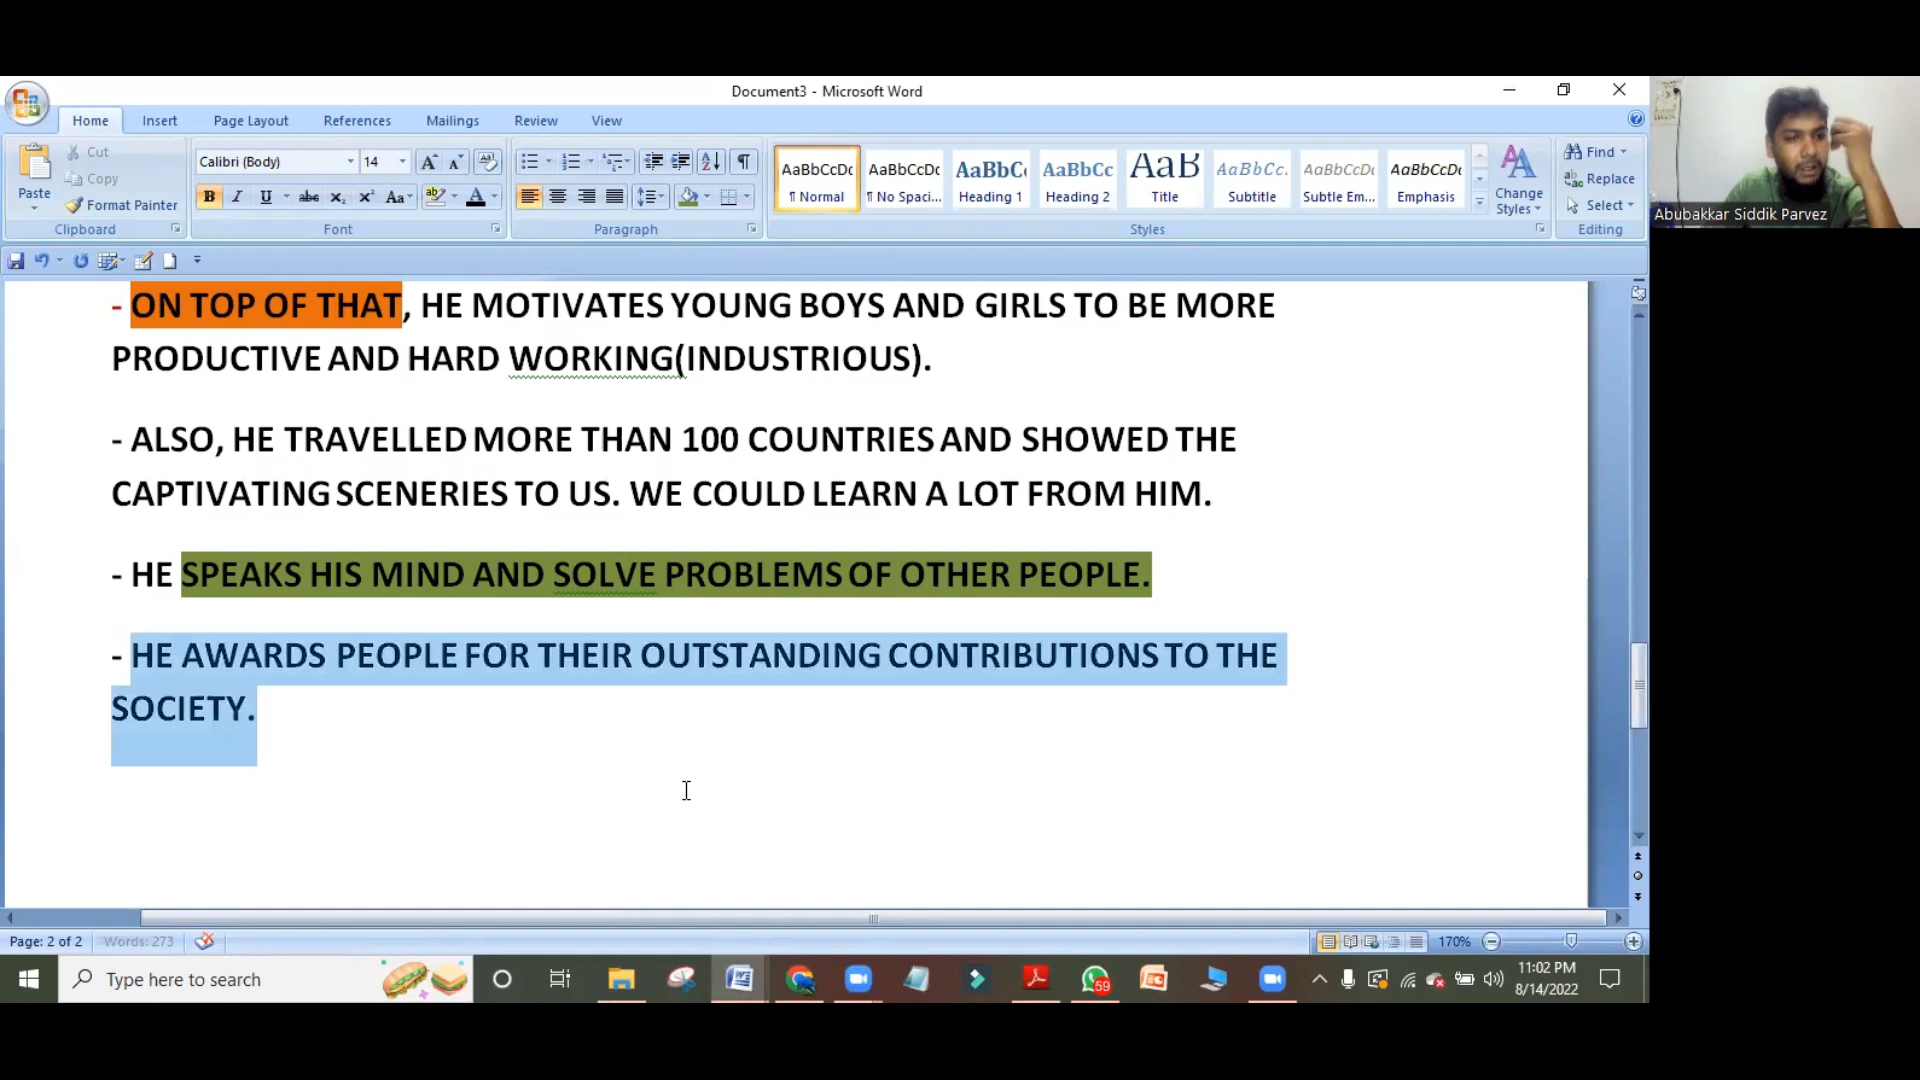 Document3 - Microsoft Word
Home Insert Page Layout References Mailings Review View
Paste
Cut
Copy
Format Painter
Clipboard
Calibri (Body) 14
Font
Paragraph
AaBbCcDc AaBbCcDc AaBbC AaBbCc AaB AaBbCc. AaBbCcDc AaBbCcDc
¶ Normal ¶ No Spaci... Heading 1 Heading 2 Title Subtitle Subtle Em... Emphasis
Styles
Change Styles
Find
Replace
Select
Editing
Abubakkar Siddik Parvez
- ON TOP OF THAT, HE MOTIVATES YOUNG BOYS AND GIRLS TO BE MORE
PRODUCTIVE AND HARD WORKING(INDUSTRIOUS).
- ALSO, HE TRAVELLED MORE THAN 100 COUNTRIES AND SHOWED THE
CAPTIVATING SCENERIES TO US. WE COULD LEARN A LOT FROM HIM.
- HE SPEAKS HIS MIND AND SOLVE PROBLEMS OF OTHER PEOPLE.
- HE AWARDS PEOPLE FOR THEIR OUTSTANDING CONTRIBUTIONS TO THE
SOCIETY.
Page: 2 of 2 Words: 273 170%
Type here to search
59
11:02 PM
8/14/2022